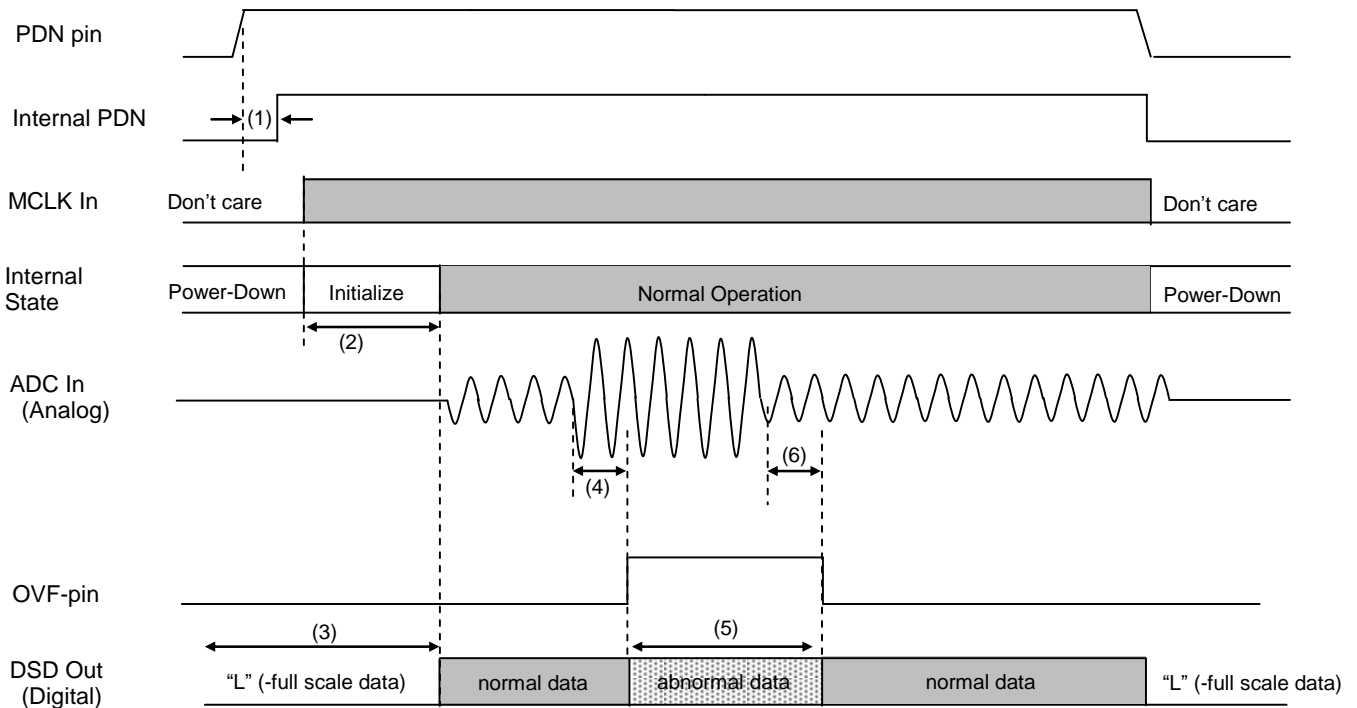 PDN pin
Internal PDN
(1)
MCLK In
Don't care
Don't care
Internal
State
Power-Down
Initialize
Normal Operation
Power-Down
(2)
ADC In
(Analog)
(4)
(6)
OVF-pin
(3)
(5)
DSD Out
(Digital)
“L” (-full scale data)
normal data
abnormal data
normal data
“L” (-full scale data)